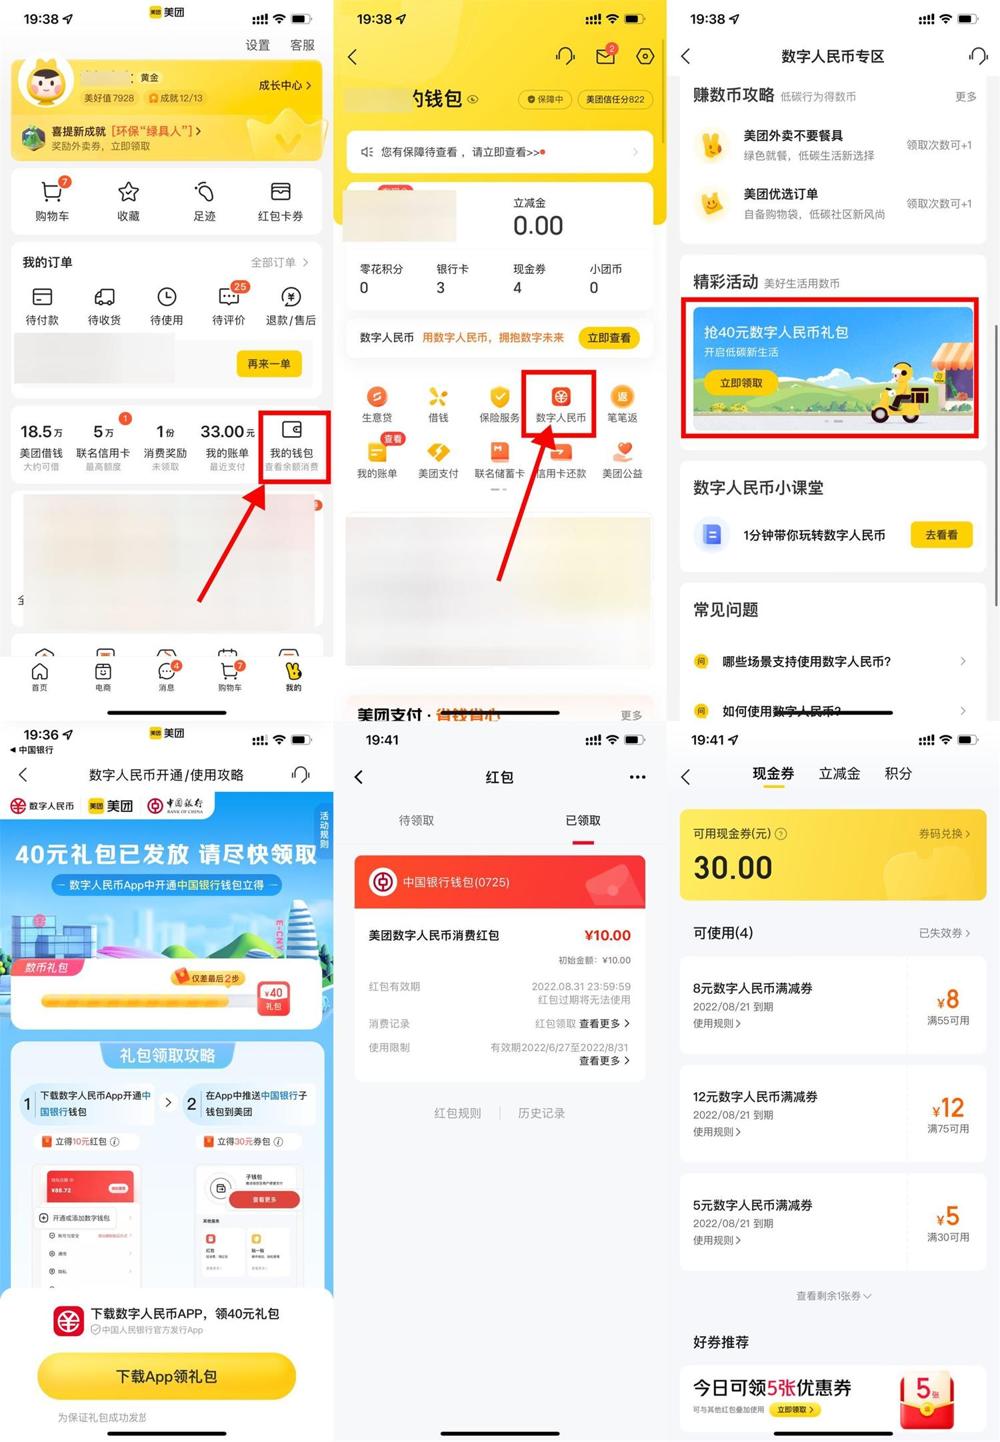 19:38
美团
设置 客服
黄金
美好值 7928 成就 12/13
成长中心
喜提新成就 [环保“绿具人”]
奖励外卖券，立即领取
7
购物车 收藏 足迹 红包卡券
我的订单 全部订单
25
待付款 待收货 待使用 待评价 退款/售后
再来一单
1
18.5万 5万 1份 33.00元
美团借钱 联名信用卡 消费奖励 我的账单 我的钱包
大约可借 最高额度 未领取 最近支付 查看余额消费
4 7
首页 电商 消息 购物车 我的
19:38
2
的钱包 保障中 美团信任分822
您有保障待查看，请立即查看>>
立减金
0.00
零花积分 银行卡 现金券 小团币
0 3 4 0
数字人民币 用数字人民币，拥抱数字未来 立即查看
返
生意贷 借钱 保险服务 数字人民币 笔笔返
查看
我的账单 美团支付 联名储蓄卡 信用卡还款 美团公益
美团支付 · 省钱省心 更多
19:38
数字人民币专区
赚数币攻略 低碳行为得数币 更多
美团外卖不要餐具
绿色就餐，低碳生活新选择 领取次数可+1
美团优选订单
自备购物袋，低碳社区新风尚 领取次数可+1
精彩活动 美好生活用数币
抢40元数字人民币礼包
开启低碳新生活
立即领取
数字人民币小课堂
1分钟带你玩转数字人民币 去看看
常见问题
问 哪些场景支持使用数字人民币?
问 如何使用数字人民币?
19:36
美团
中国银行
数字人民币开通/使用攻略
数字人民币 美团 美团 中国银行
BANK OF CHINA
活动规则
40元礼包已发放 请尽快领取
数字人民币App中开通中国银行钱包立得
E-CNY
数币礼包
仅差最后2步
¥40
礼包
礼包领取攻略
1 下载数字人民币App开通中国银行钱包
立得10元红包
2 在App中推送中国银行子钱包到美团
立得30元券包
¥86.72
开通或添加数字钱包
子钱包
查看更多
下载数字人民币APP，领40元礼包
中国人民银行官方发行App
下载App领礼包
为保证礼包成功发放
19:41
红包
待领取 已领取
中国银行钱包(0725)
美团数字人民币消费红包 ¥10.00
初始金额：¥10.00
红包有效期 2022.08.31 23:59:59
红包过期将无法使用
消费记录 红包领取 查看更多
使用限制 有效期2022/6/27至2022/8/31
查看更多
红包规则 历史记录
19:41
现金券 立减金 积分
可用现金券(元) 券码兑换
30.00
可使用(4) 已失效券
8元数字人民币满减券
2022/08/21 到期
使用规则
¥8
满55可用
12元数字人民币满减券
2022/08/21 到期
使用规则
¥12
满75可用
5元数字人民币满减券
2022/08/21 到期
使用规则
¥5
满30可用
查看剩余1张券
好券推荐
今日可领5张优惠券
可与其他红包叠加使用 立即领取
5张